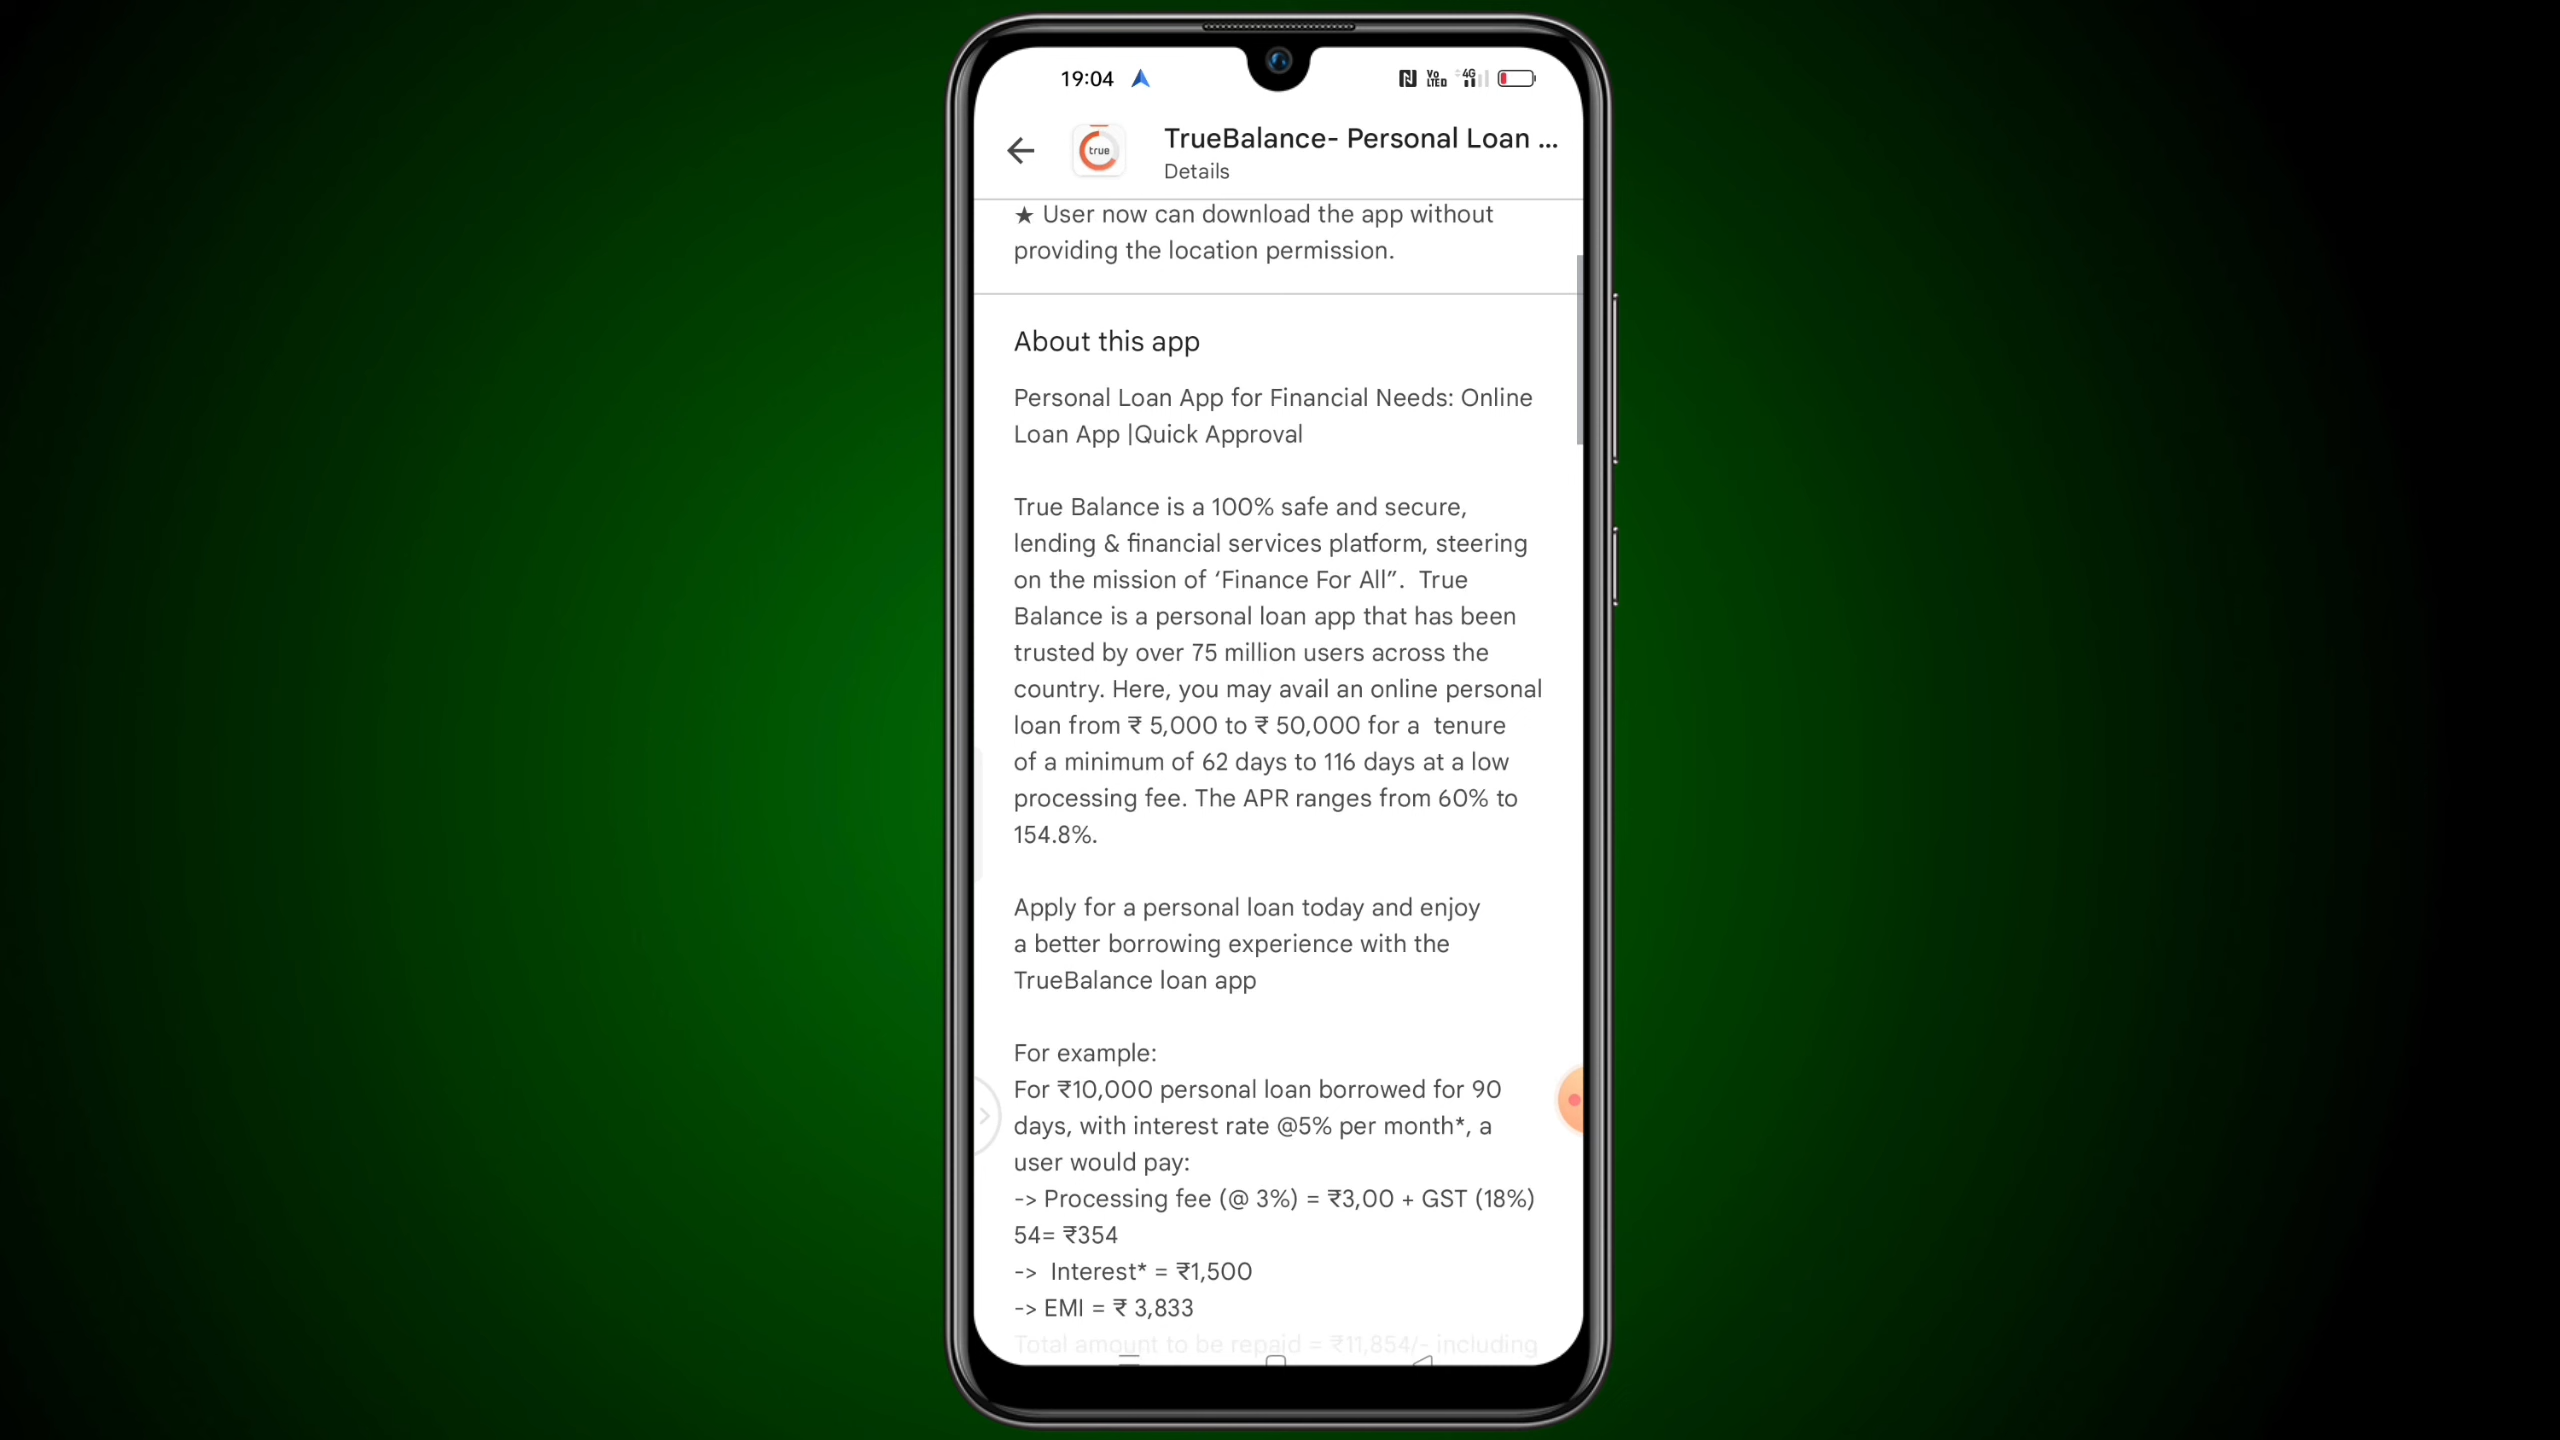 19:04
Vo LTE 4G
TrueBalance- Personal Loan ...
true
Details
★ User now can download the app without
providing the location permission.
About this app
Personal Loan App for Financial Needs: Online
Loan App |Quick Approval
True Balance is a 100% safe and secure,
lending & financial services platform, steering
on the mission of ‘Finance For All”.  True
Balance is a personal loan app that has been
trusted by over 75 million users across the
country. Here, you may avail an online personal
loan from ₹ 5,000 to ₹ 50,000 for a  tenure
of a minimum of 62 days to 116 days at a low
processing fee. The APR ranges from 60% to
154.8%.
Apply for a personal loan today and enjoy
a better borrowing experience with the
TrueBalance loan app
For example:
For ₹10,000 personal loan borrowed for 90
days, with interest rate @5% per month*, a
user would pay:
-> Processing fee (@ 3%) = ₹3,00 + GST (18%)
54= ₹354
->  Interest* = ₹1,500
-> EMI = ₹ 3,833
Total amount to be repaid = ₹11,854/- including